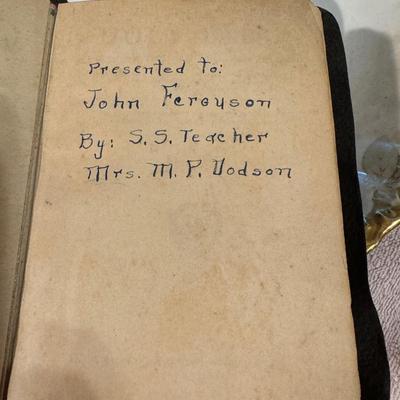 Presented to:
John Ferguson
By: S. S. Teacher
Mrs. M. P. Dodson